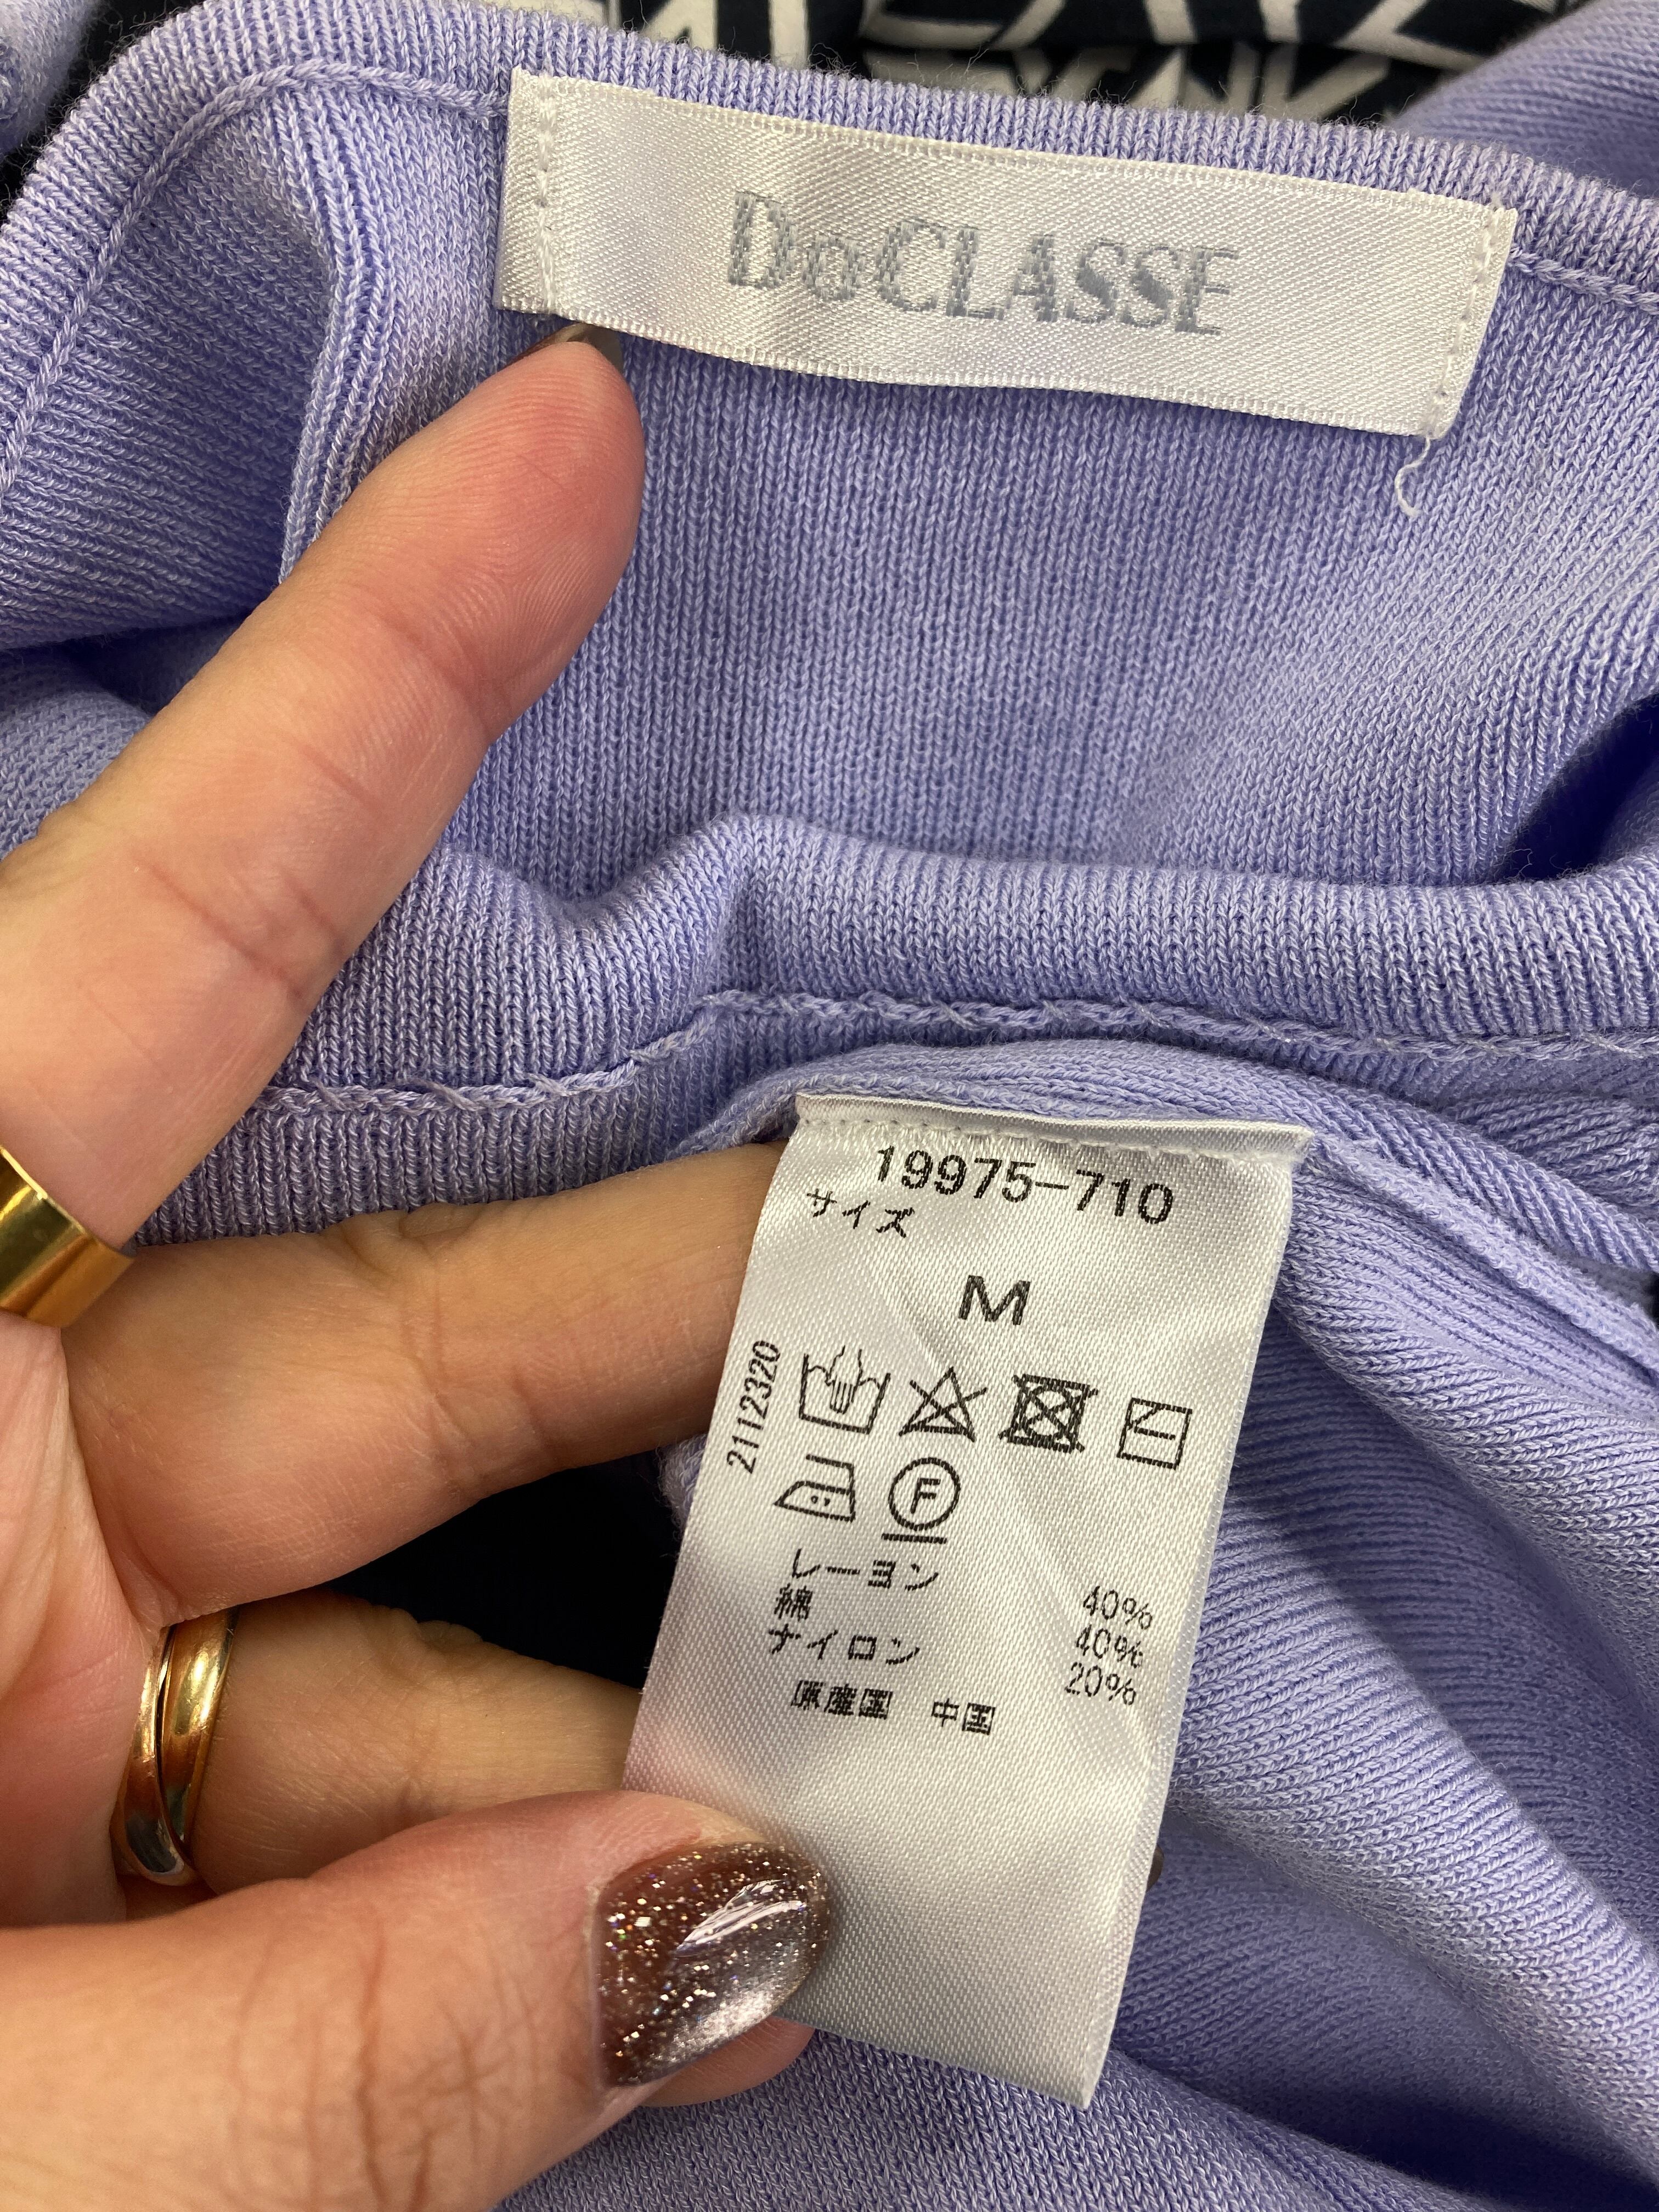 DoCLASSE
19975-710
サイズ
M
2112320
F
レーヨン 40%
綿 40%
ナイロン 20%
原産国 中国